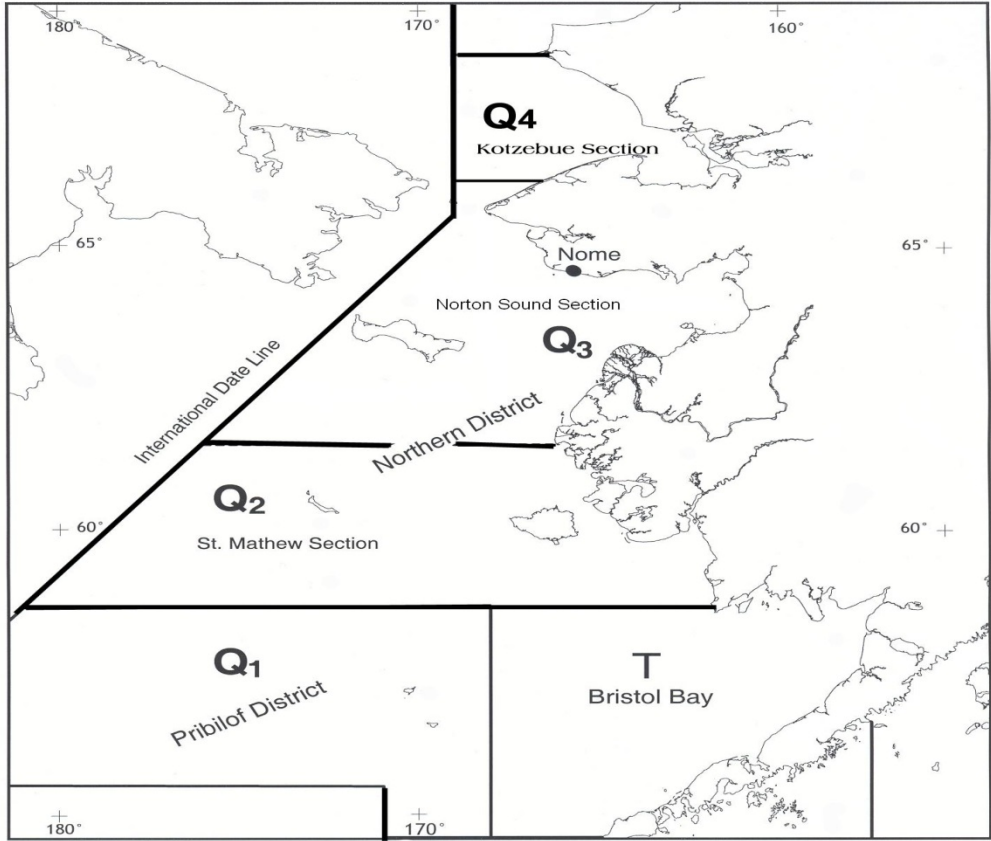 180°
170°
160°
Q4
Kotzebue Section
65°
65°
Nome
Norton Sound Section
Q3
International Date Line
Northern District
Q2
60°
60°
St. Mathew Section
Q1
T
Pribilof District
Bristol Bay
180°
170°
160°